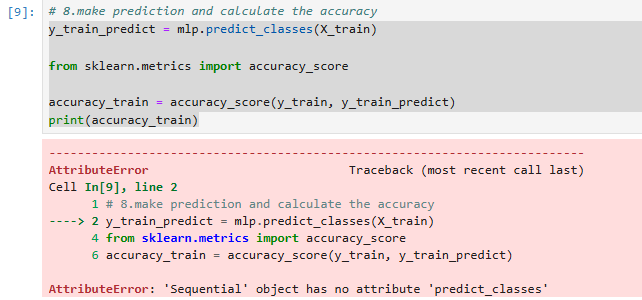 [9]: # 8.make prediction and calculate the accuracy
y_train_predict = mlp.predict_classes(X_train)
from sklearn.metrics import accuracy_score
accuracy_train = accuracy_score(y_train, y_train_predict)
print(accuracy_train)
---------------------------------------------------------------------------
AttributeError Traceback (most recent call last)
Cell In[9], line 2
1 # 8.make prediction and calculate the accuracy
----> 2 y_train_predict = mlp.predict_classes(X_train)
4 from sklearn.metrics import accuracy_score
6 accuracy_train = accuracy_score(y_train, y_train_predict)
AttributeError: 'Sequential' object has no attribute 'predict_classes'